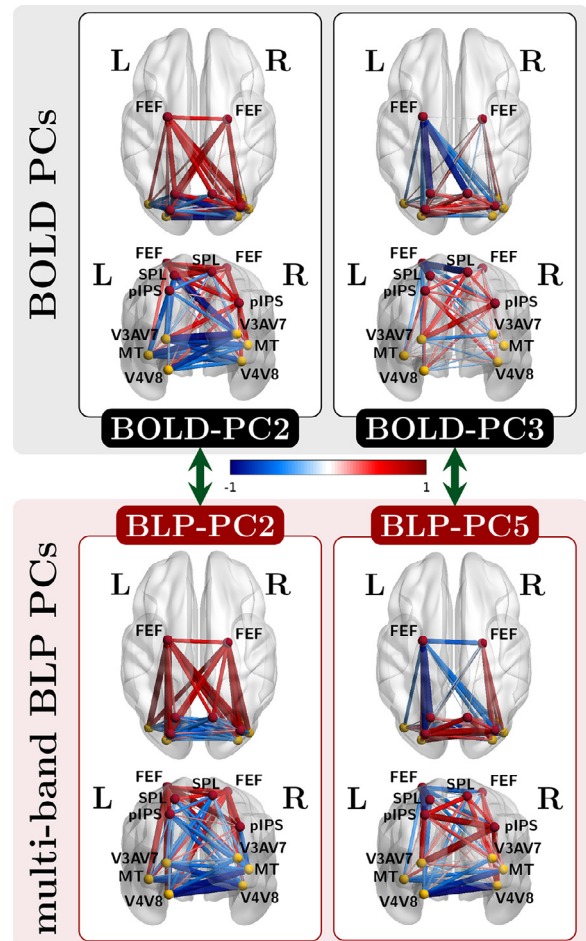 BOLD PCs
L
R
FEF
FEF
L
R
FEF
SPL
FEF
SPL
pIPS
pIPS
V3AV7
V3AV7
MT
MT
V4V8
V4V8
BOLD-PC2
L
R
FEF
FEF
L
R
FEF
SPL
FEF
SPL
pIPS
pIPS
V3AV7
V3AV7
MT
MT
V4V8
V4V8
BOLD-PC3
-1
1
multi-band BLP PCs
BLP-PC2
L
R
FEF
FEF
L
R
FEF
SPL
FEF
SPL
pIPS
pIPS
V3AV7
V3AV7
MT
MT
V4V8
V4V8
BLP-PC5
L
R
FEF
FEF
L
R
FEF
SPL
FEF
SPL
pIPS
pIPS
V3AV7
V3AV7
MT
MT
V4V8
V4V8